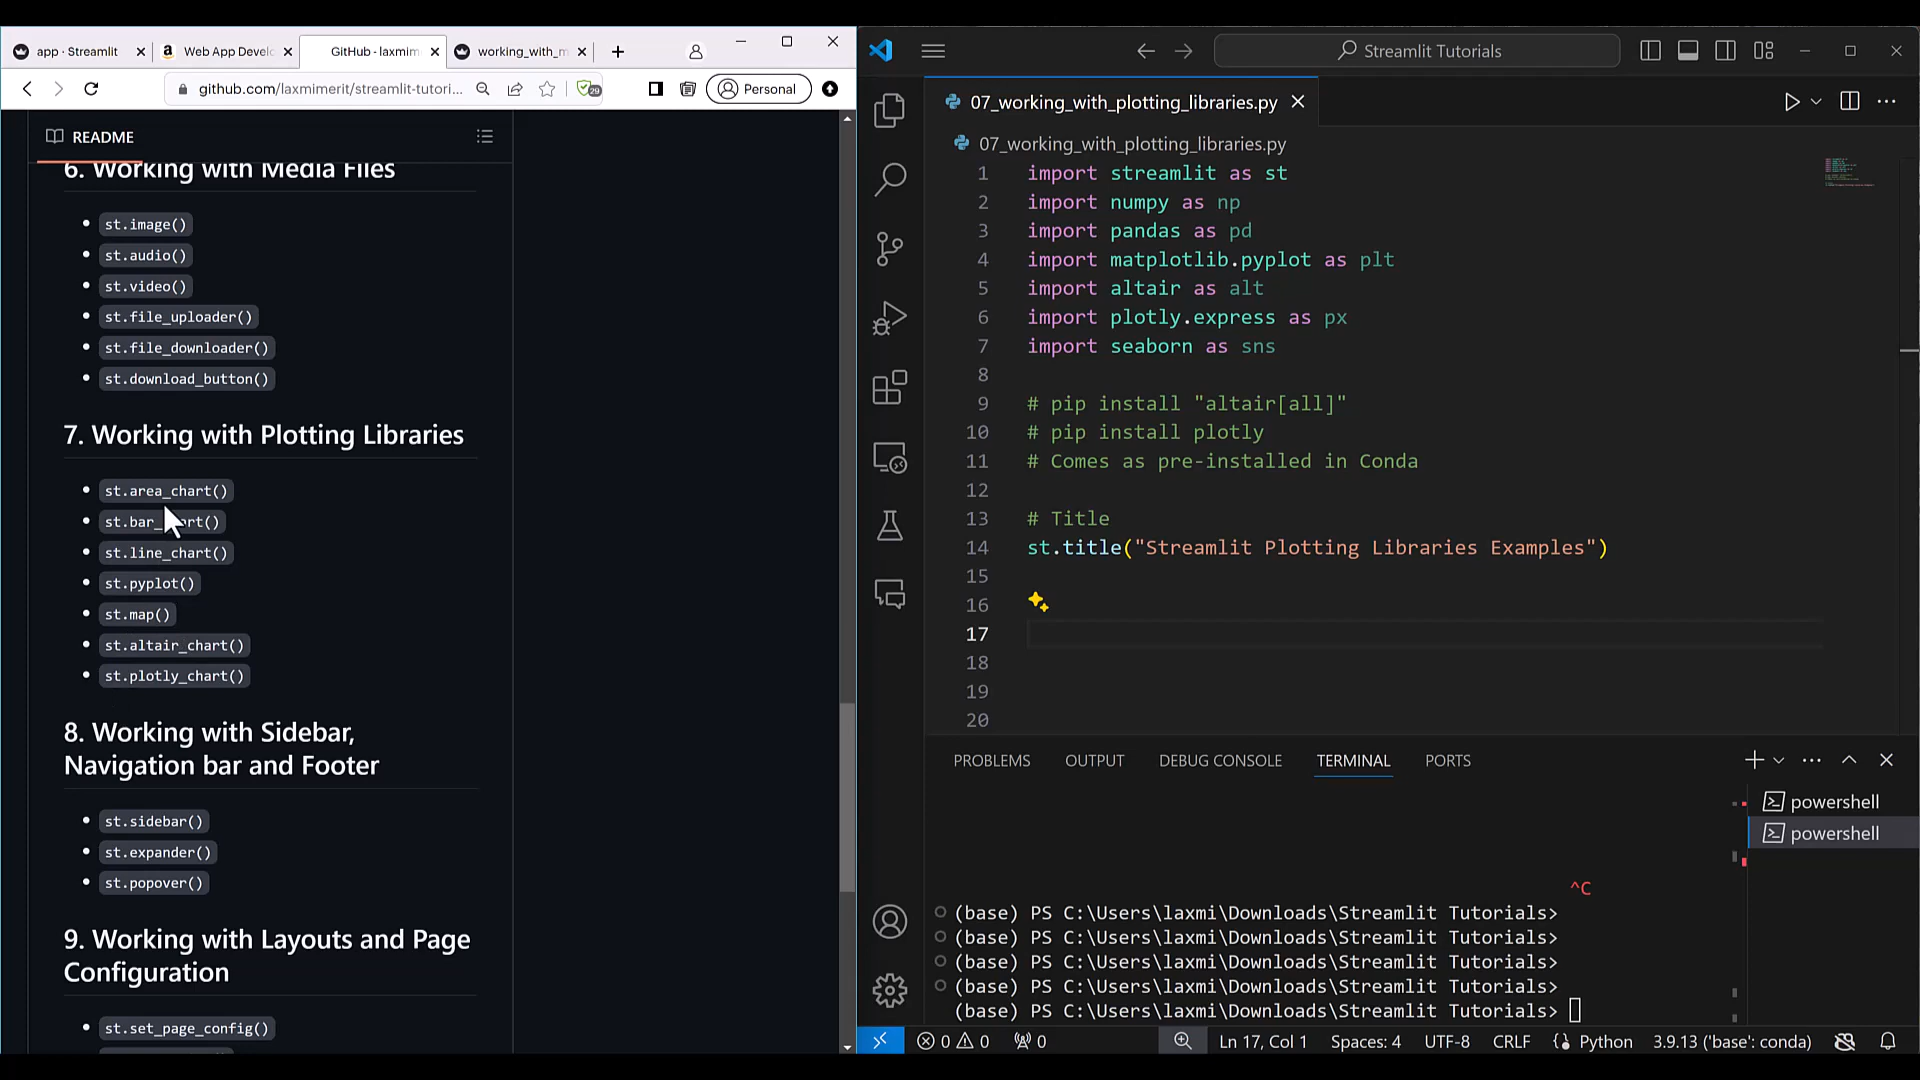 app · Streamlit
Web App Develo
GitHub - laxmim
working_with_m
github.com/laxmimerit/streamlit-tutori...
29
Personal
README
6. Working with Media Files
st.image()
st.audio()
st.video()
st.file_uploader()
st.file_downloader()
st.download_button()
7. Working with Plotting Libraries
st.area_chart()
st.bar_chart()
st.line_chart()
st.pyplot()
st.map()
st.altair_chart()
st.plotly_chart()
8. Working with Sidebar,
Navigation bar and Footer
st.sidebar()
st.expander()
st.popover()
9. Working with Layouts and Page
Configuration
st.set_page_config()
Streamlit Tutorials
07_working_with_plotting_libraries.py
07_working_with_plotting_libraries.py
1 import streamlit as st
2 import numpy as np
3 import pandas as pd
4 import matplotlib.pyplot as plt
5 import altair as alt
6 import plotly.express as px
7 import seaborn as sns
8
9 # pip install "altair[all]"
10 # pip install plotly
11 # Comes as pre-installed in Conda
12
13 # Title
14 st.title("Streamlit Plotting Libraries Examples")
15
16
17
18
19
20
PROBLEMS OUTPUT DEBUG CONSOLE TERMINAL PORTS
powershell
powershell
^C
(base) PS C:\Users\laxmi\Downloads\Streamlit Tutorials>
(base) PS C:\Users\laxmi\Downloads\Streamlit Tutorials>
(base) PS C:\Users\laxmi\Downloads\Streamlit Tutorials>
(base) PS C:\Users\laxmi\Downloads\Streamlit Tutorials>
(base) PS C:\Users\laxmi\Downloads\Streamlit Tutorials>
0 0 0 Ln 17, Col 1 Spaces: 4 UTF-8 CRLF Python 3.9.13 ('base': conda)